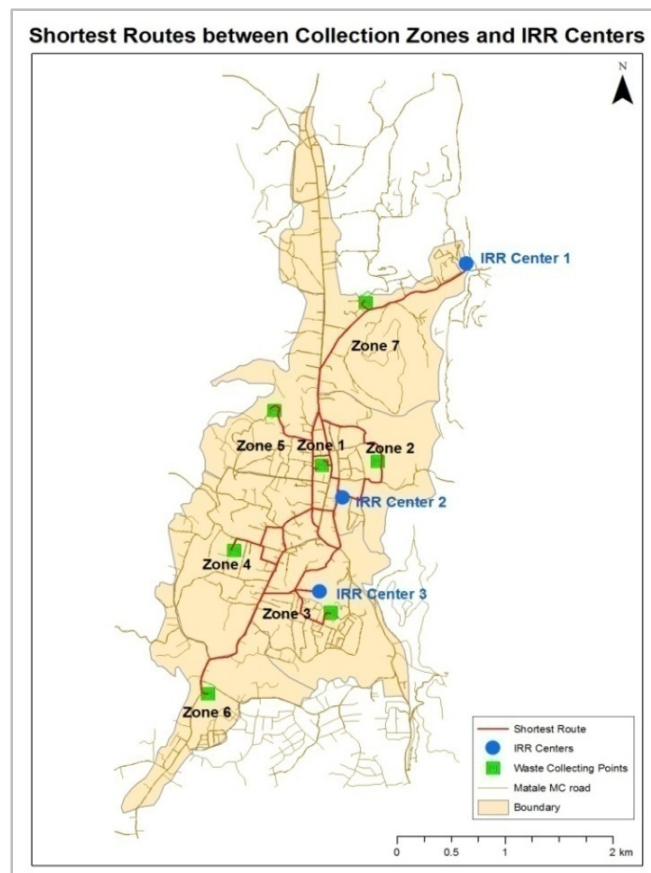 Shortest Routes between Collection Zones and IRR Centers
N
IRR Center 1
Zone 7
Zone 5
Zone 1
Zone 2
IRR Center 2
Zone 4
IRR Center 3
Zone 3
Zone 6
Shortest Route
IRR Centers
Waste Collecting Points
Matale MC road
Boundary
0 0.5 1 2 km